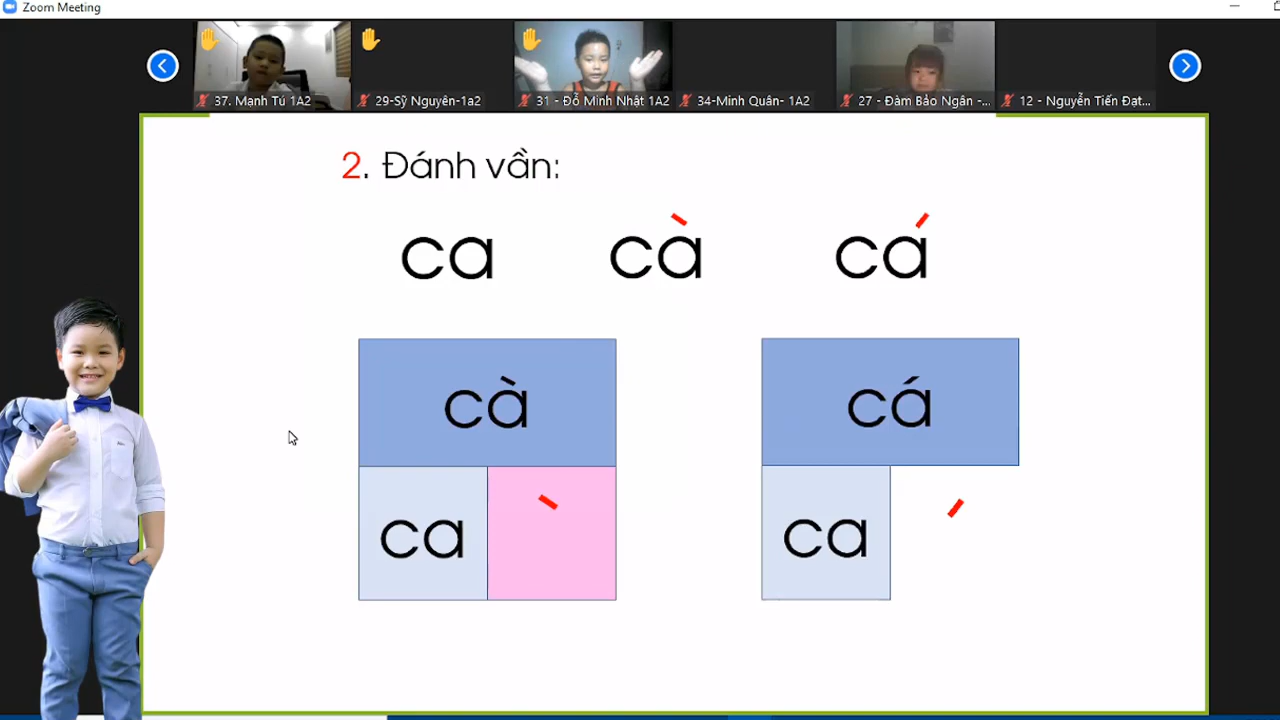 Zoom Meeting
37. Mạnh Tú 1A2
29-Sỹ Nguyên-1a2
31 - Đỗ Minh Nhật 1A2
34-Minh Quân- 1A2
27 - Đàm Bảo Ngân -...
12 - Nguyễn Tiến Đạt...
2. Đánh vần:
ca cà cá
cà cá
ca ca